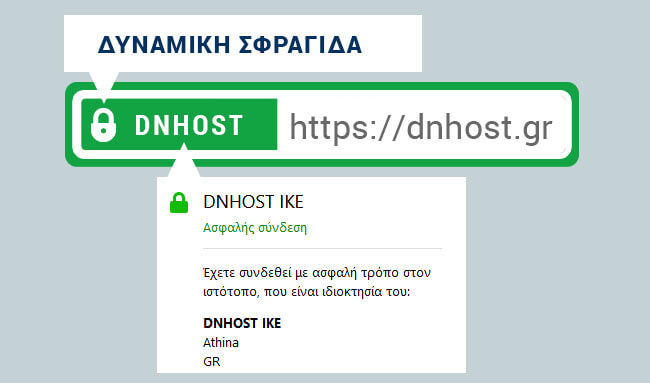 ΔΥΝΑΜΙΚΗ ΣΦΡΑΓΙΔΑ
DNHOST https://dnhost.gr
DNHOST IKE
Ασφαλής σύνδεση
Έχετε συνδεθεί με ασφαλή τρόπο στον
ιστότοπο, που είναι ιδιοκτησία του:
DNHOST IKE
Athina
GR